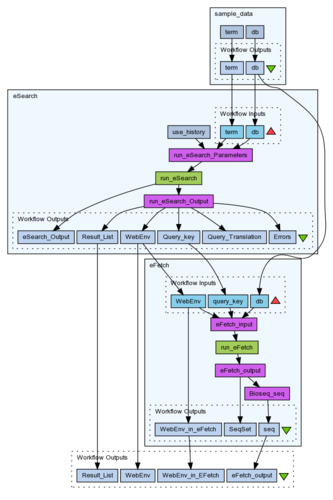 sample_data
term db
Workflow Outputs
term db
eSearch
Workflow Inputs
use_history term db
run_eSearch_Parameters
run_eSearch
run_eSearch_Output
Workflow Outputs
eSearch_Output Result_List WebEnv Query_key Query_Translation Errors
eFetch
Workflow Inputs
WebEnv query_key db
eFetch_input
run_eFetch
eFetch_output
Bioseq_seq
Workflow Outputs
WebEnv_in_eFetch SeqSet seq
Workflow Outputs
Result_List WebEnv WebEnv_in_EFetch eFetch_output